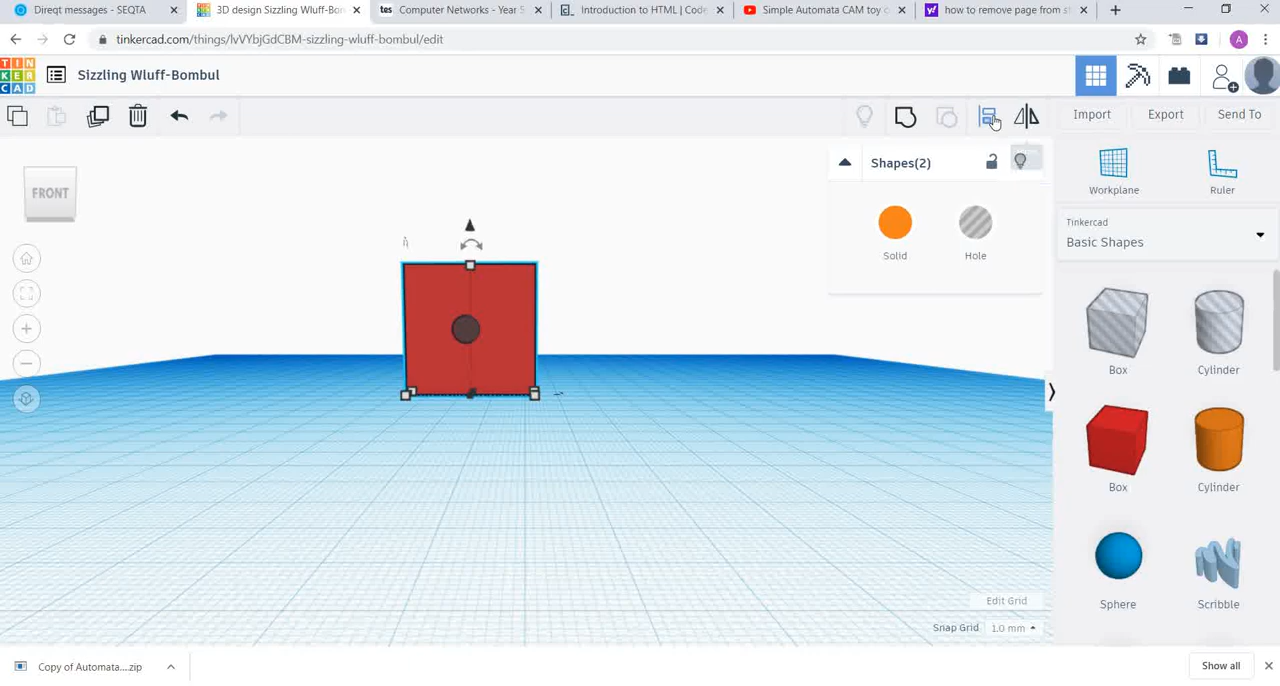 Direqt messages - SEQTA
3D design Sizzling Wluff-Bon
Computer Networks - Year S
Introduction to HTML | Code
Simple Automata CAM toy c
how to remove page from s
tinkercad.com/things/lvVYbjGdCBM-sizzling-wluff-bombul/edit
A
TIN
KER
CAD
Sizzling Wluff-Bombul
Import
Export
Send To
Shapes(2)
Solid
Hole
FRONT
Workplane
Ruler
Tinkercad
Basic Shapes
Box
Cylinder
Box
Cylinder
Sphere
Scribble
Edit Grid
Snap Grid 1.0 mm
Copy of Automata....zip
Show all